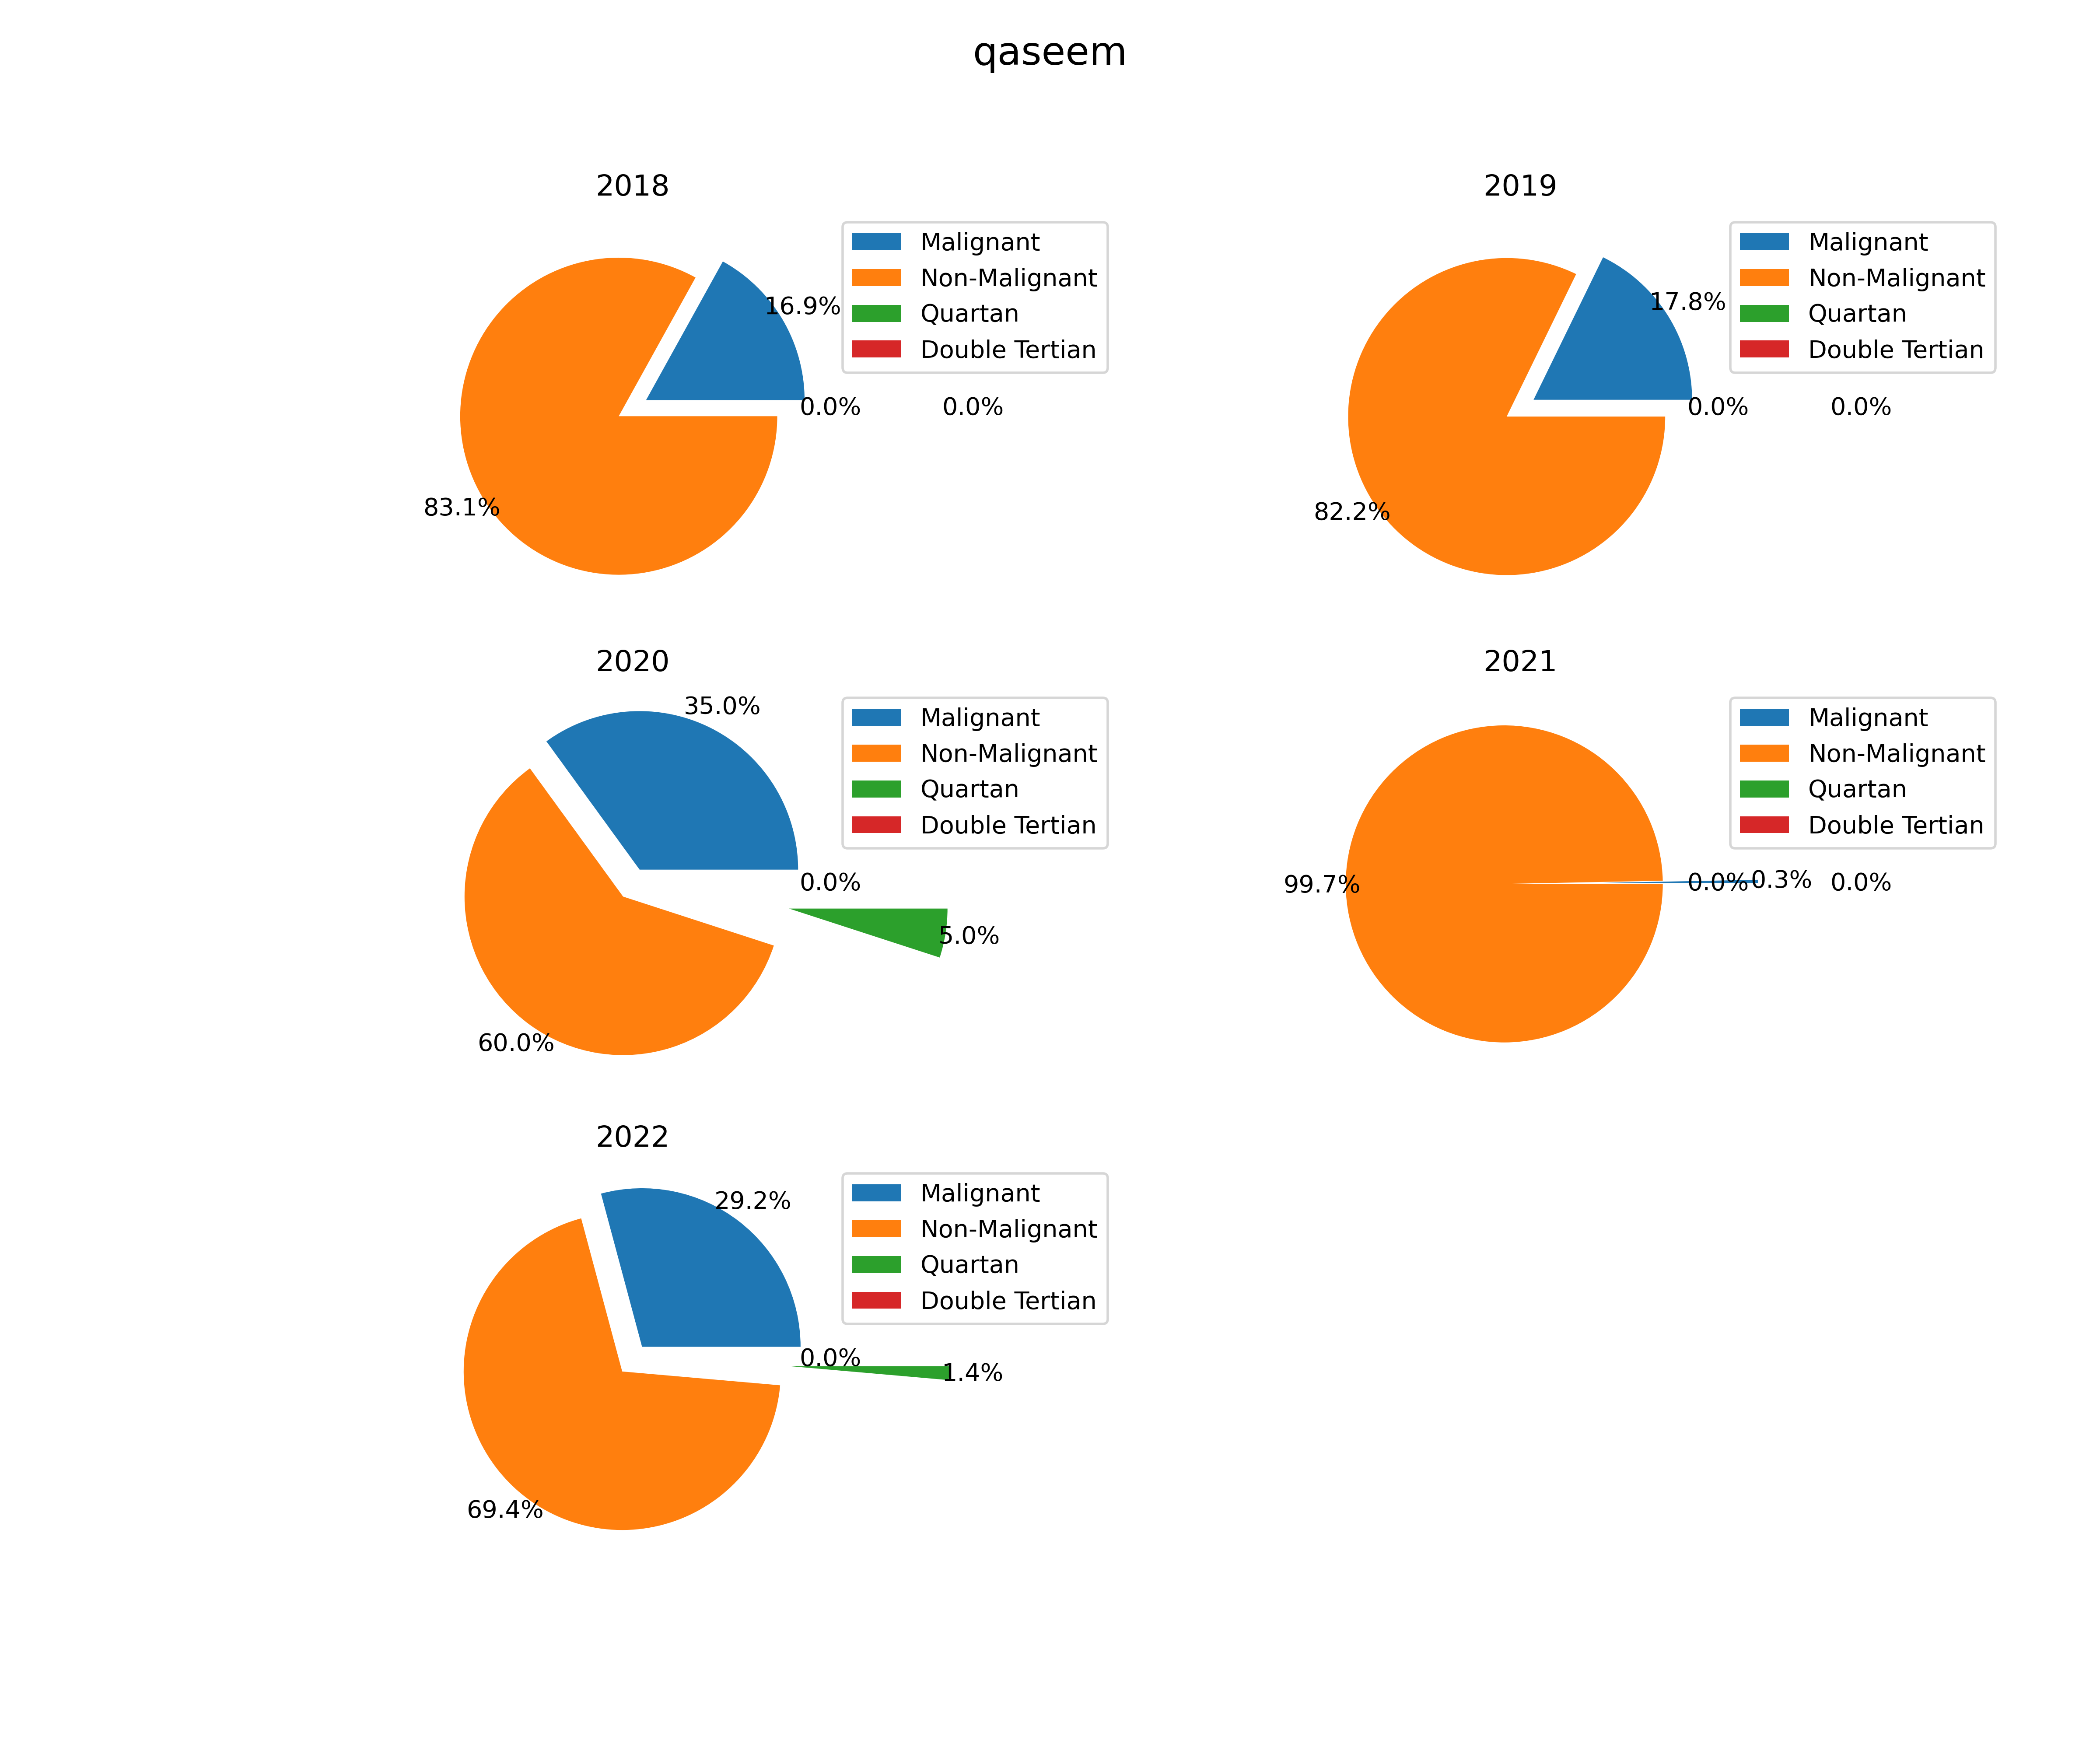 qaseem
2018
Malignant
Non-Malignant
Quartan
Double Tertian
16.9%
0.0%
0.0%
83.1%
2019
Malignant
Non-Malignant
Quartan
Double Tertian
17.8%
0.0%
0.0%
82.2%
2020
35.0%
Malignant
Non-Malignant
Quartan
Double Tertian
0.0%
5.0%
60.0%
2021
Malignant
Non-Malignant
Quartan
Double Tertian
99.7%
0.0%
0.3%
0.0%
2022
29.2%
Malignant
Non-Malignant
Quartan
Double Tertian
0.0%
1.4%
69.4%